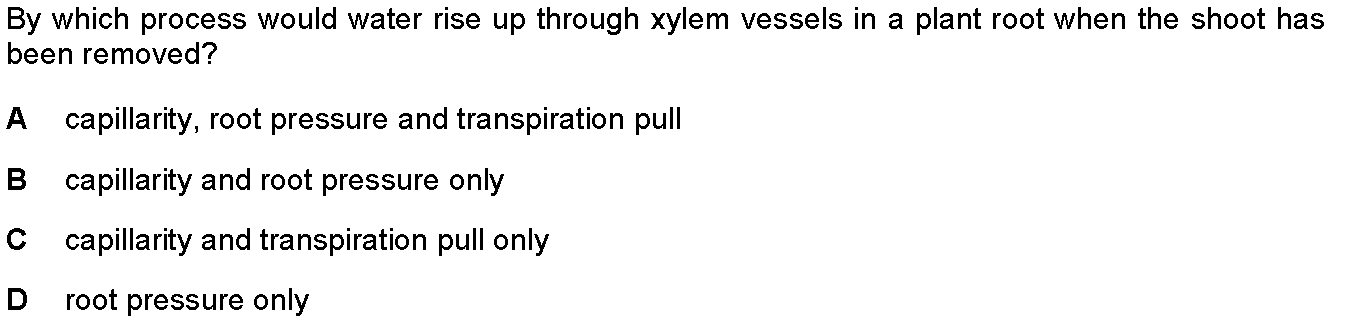 By which process would water rise up through xylem vessels in a plant root when the shoot has
been removed?
A capillarity, root pressure and transpiration pull
B capillarity and root pressure only
C capillarity and transpiration pull only
D root pressure only